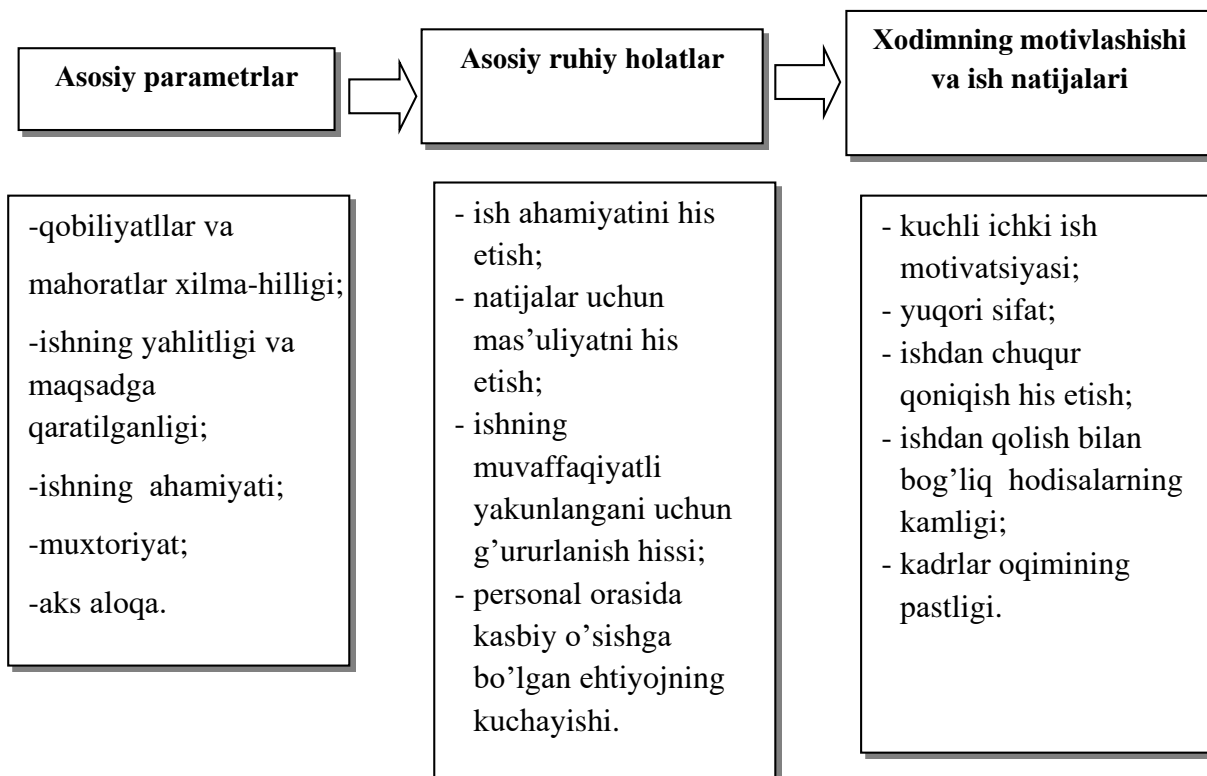 Asosiy parametrlar
Asosiy ruhiy holatlar
Xodimning motivlashishi
va ish natijalari
-qobiliyatllar va
mahoratlar xilma-hilligi;
-ishning yahlitligi va
maqsadga
qaratilganligi;
-ishning ahamiyati;
-muxtoriyat;
-aks aloqa.
- ish ahamiyatini his
etish;
- natijalar uchun
mas’uliyatni his
etish;
- ishning
muvaffaqiyatli
yakunlangani uchun
g’ururlanish hissi;
- personal orasida
kasbiy o’sishga
bo’lgan ehtiyojning
kuchayishi.
- kuchli ichki ish
motivatsiyasi;
- yuqori sifat;
- ishdan chuqur
qoniqish his etish;
- ishdan qolish bilan
bog’liq hodisalarning
kamligi;
- kadrlar oqimining
pastligi.